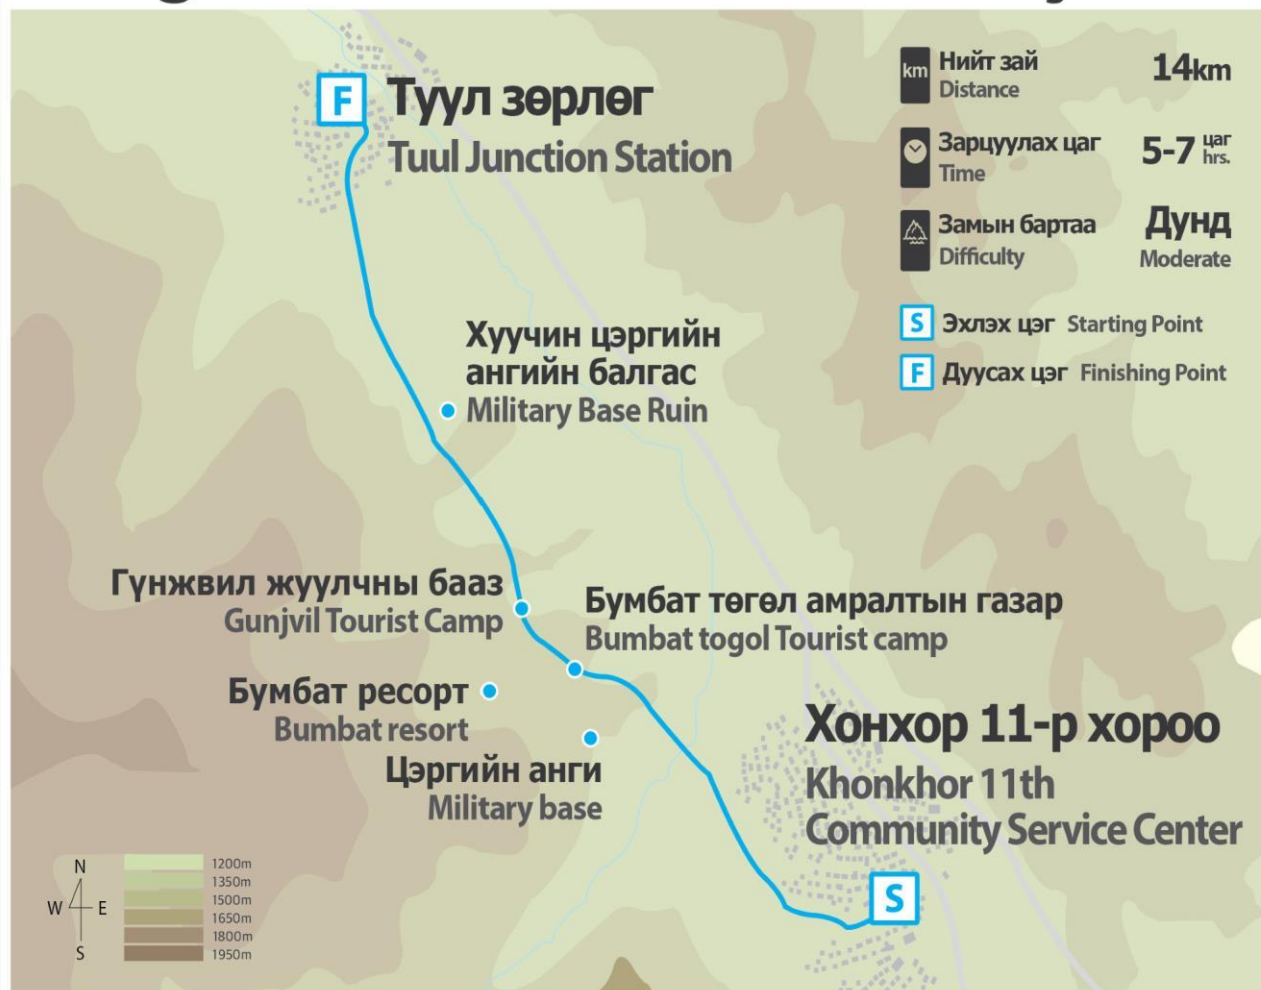 Туул зөрлөг
Tuul Junction Station
km
Нийт зай
Distance
14km
Зарцуулах цаг
Time
5-7 цаг
hrs.
Замын бартаа
Difficulty
Дунд
Moderate
S Эхлэх цэг Starting Point
F Дуусах цэг Finishing Point
F
Хуучин цэргийн
ангийн балгас
Military Base Ruin
Гүнжвил жуулчны бааз
Gunjvil Tourist Camp
Бумбат төгөл амралтын газар
Bumbat togol Tourist camp
Бумбат ресорт
Bumbat resort
Цэргийн анги
Military base
Хонхор 11-р хороо
Khonkhor 11th
Community Service Center
S
N
W E
S
1200m
1350m
1500m
1650m
1800m
1950m